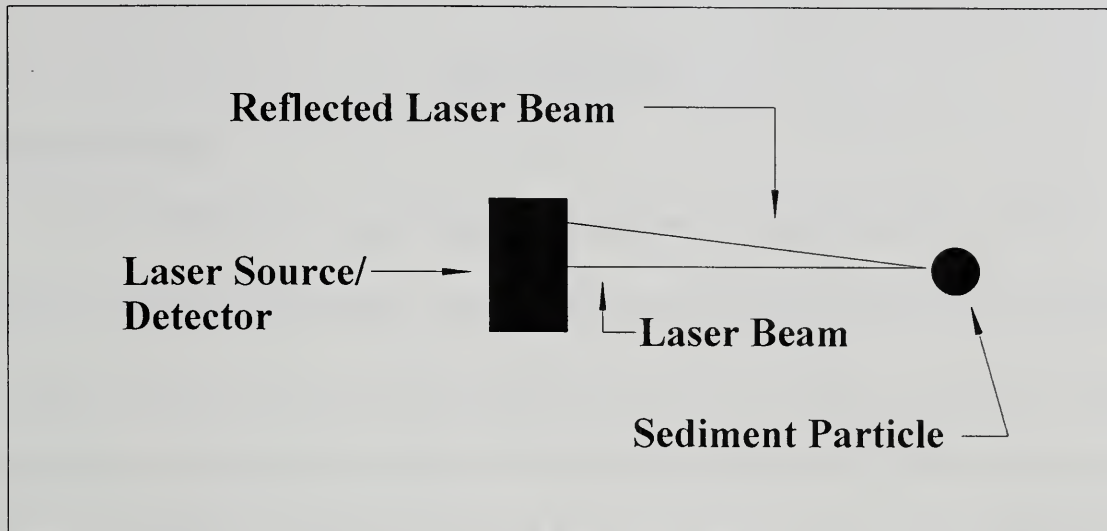 Reflected Laser Beam
Laser Source/
Detector
Laser Beam
Sediment Particle